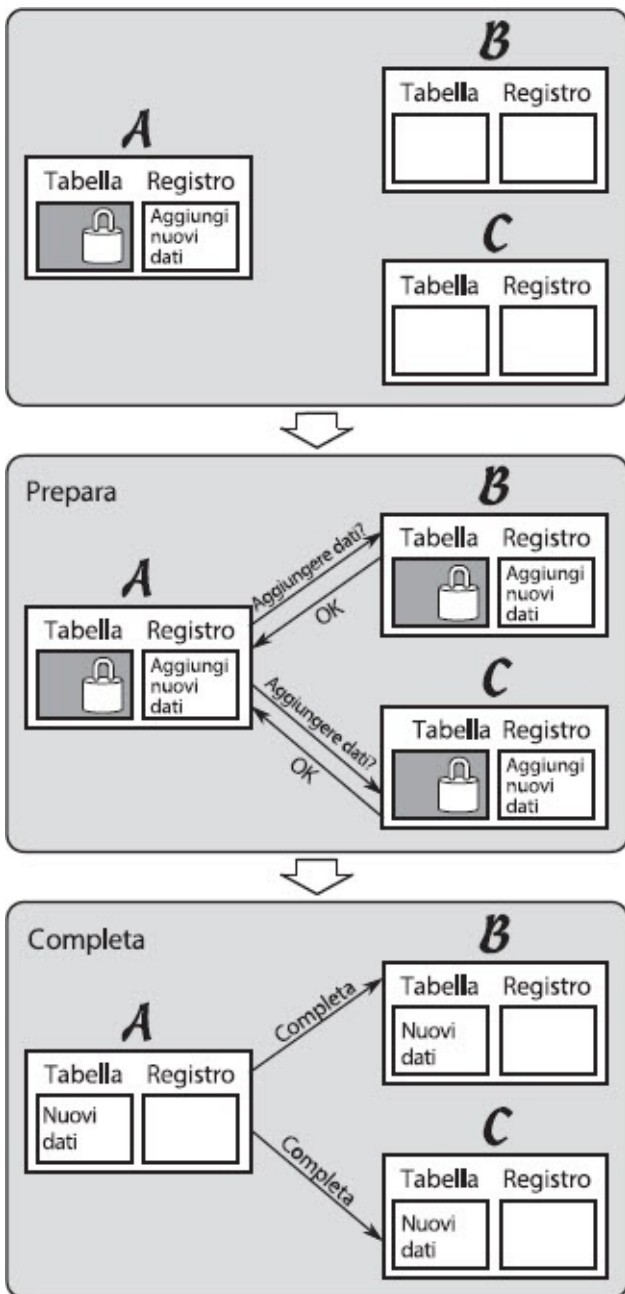 B
Tabella Registro
A
Tabella Registro
Aggiungi
nuovi
dati
C
Tabella Registro
Prepara
B
Tabella Registro
Aggiungi
nuovi
dati
A
Tabella Registro
Aggiungi
nuovi
dati
Aggiungere dati?
OK
Aggiungere dati?
OK
C
Tabella Registro
Aggiungi
nuovi
dati
Completa
B
Tabella Registro
Nuovi
dati
A
Tabella Registro
Nuovi
dati
Completa
Completa
C
Tabella Registro
Nuovi
dati